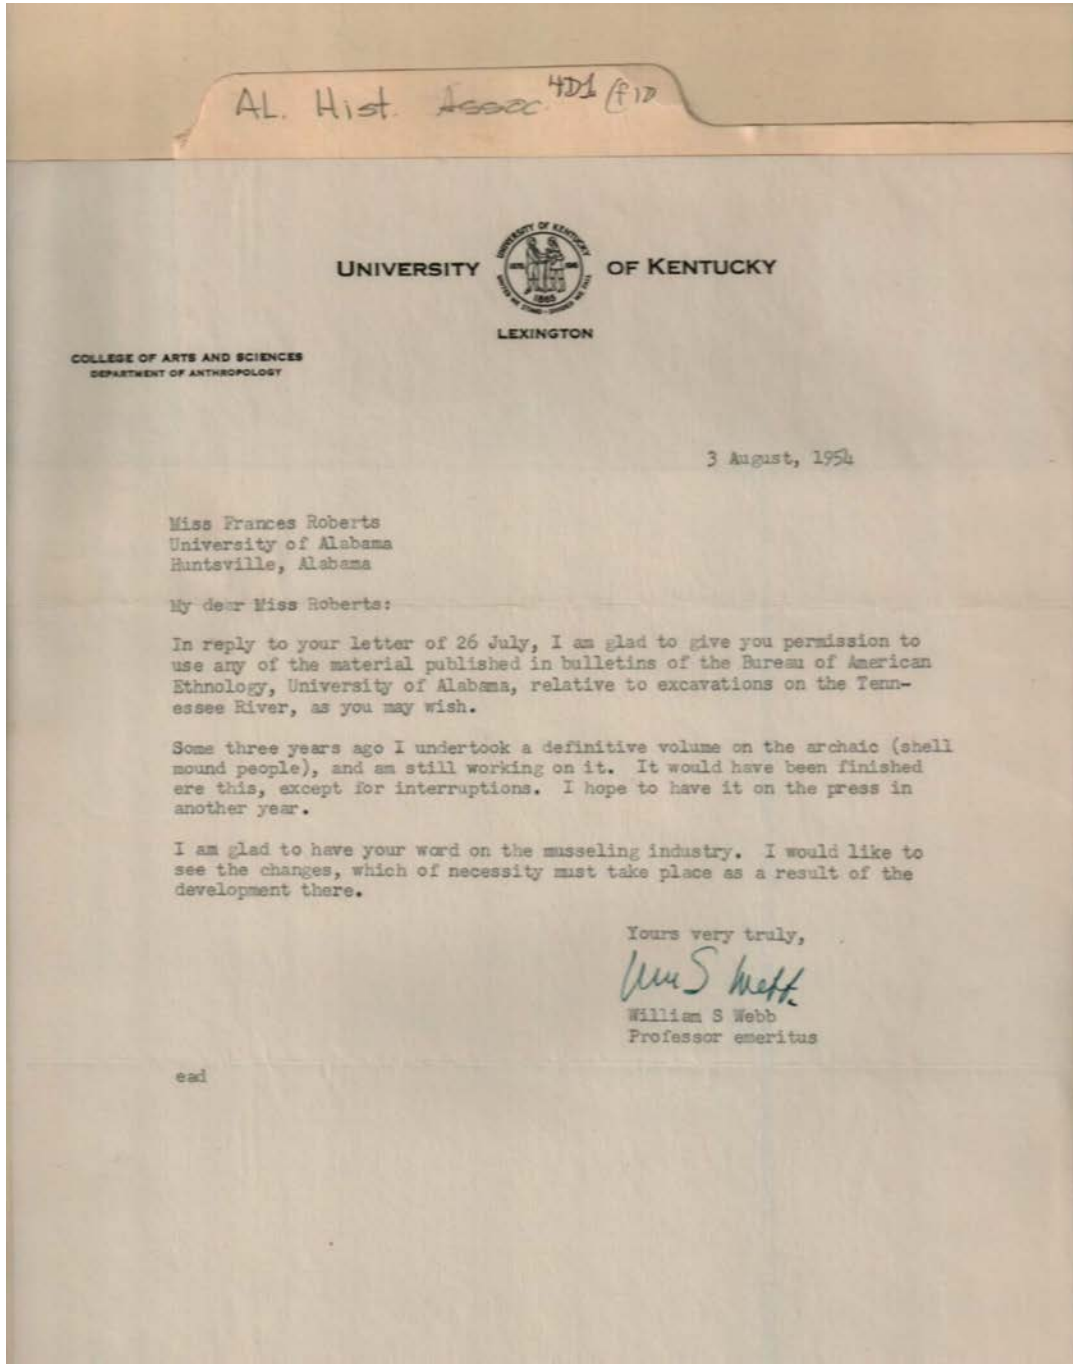 AL. Hist. Assoc. 4D1 (f1D
UNIVERSITY OF KENTUCKY
UNIVERSITY OF KENTUCKY
1865
LEXINGTON
COLLEGE OF ARTS AND SCIENCES
DEPARTMENT OF ANTHROPOLOGY
3 August, 1954
Miss Frances Roberts
University of Alabama
Huntsville, Alabama
My dear Miss Roberts:
In reply to your letter of 26 July, I am glad to give you permission to
use any of the material published in bulletins of the Bureau of American
Ethnology, University of Alabama, relative to excavations on the Tenn-
essee River, as you may wish.
Some three years ago I undertook a definitive volume on the archaic (shell
mound people), and am still working on it. It would have been finished
ere this, except for interruptions. I hope to have it on the press in
another year.
I am glad to have your word on the musseling industry. I would like to
see the changes, which of necessity must take place as a result of the
development there.
Yours very truly,
Wm S Webb.
William S Webb
Professor emeritus
ead